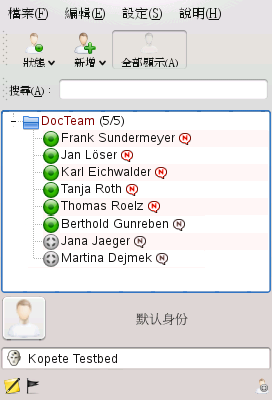 檔案(F) 編輯(E) 設定(S) 說明(H)
狀態 新增 全部顯示(A)
搜尋(A):
DocTeam (5/5)
Frank Sundermeyer
Jan Löser
Karl Eichwalder
Tanja Roth
Thomas Roelz
Berthold Gunreben
Jana Jaeger
Martina Dejmek
默认身份
Kopete Testbed